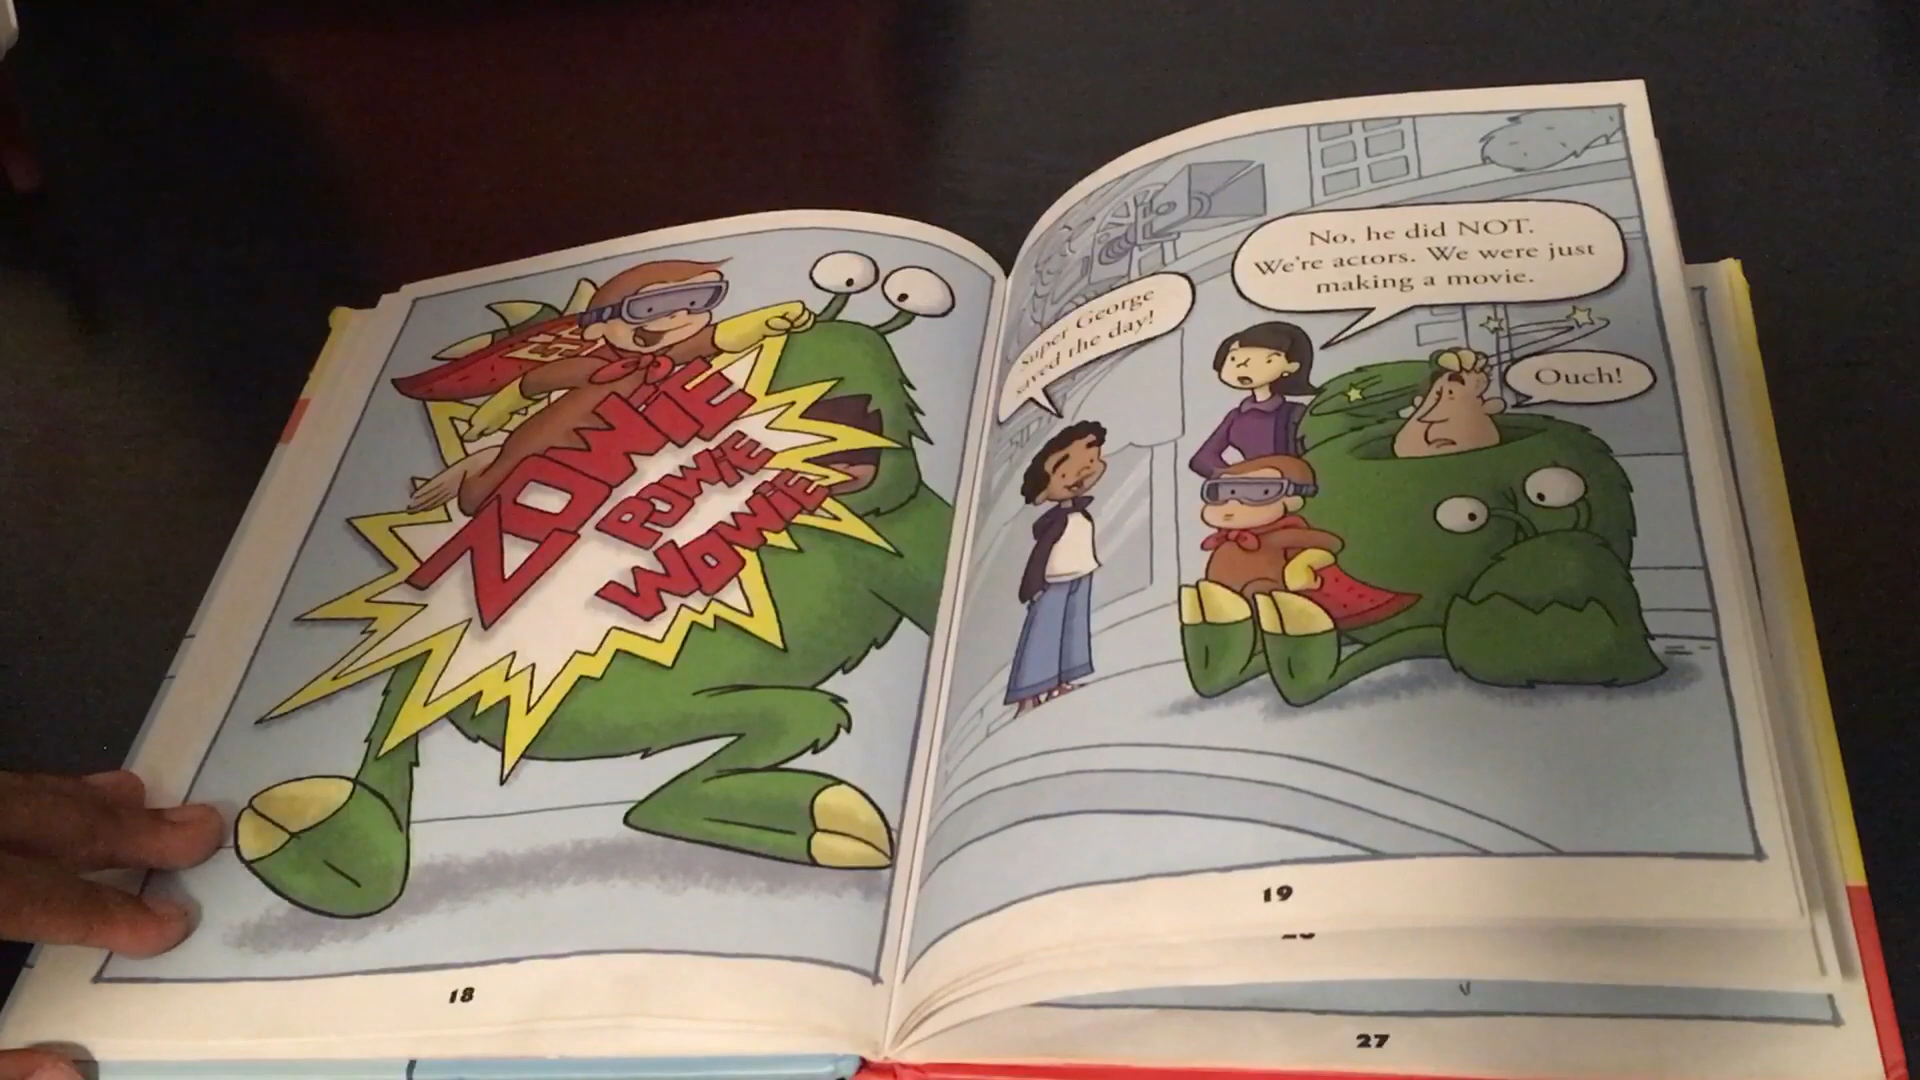 ZOWIE
POWIE
WOWIE
18
Super George
saved the day!
No, he did NOT.
We're actors. We were just
making a movie.
Ouch!
19
27